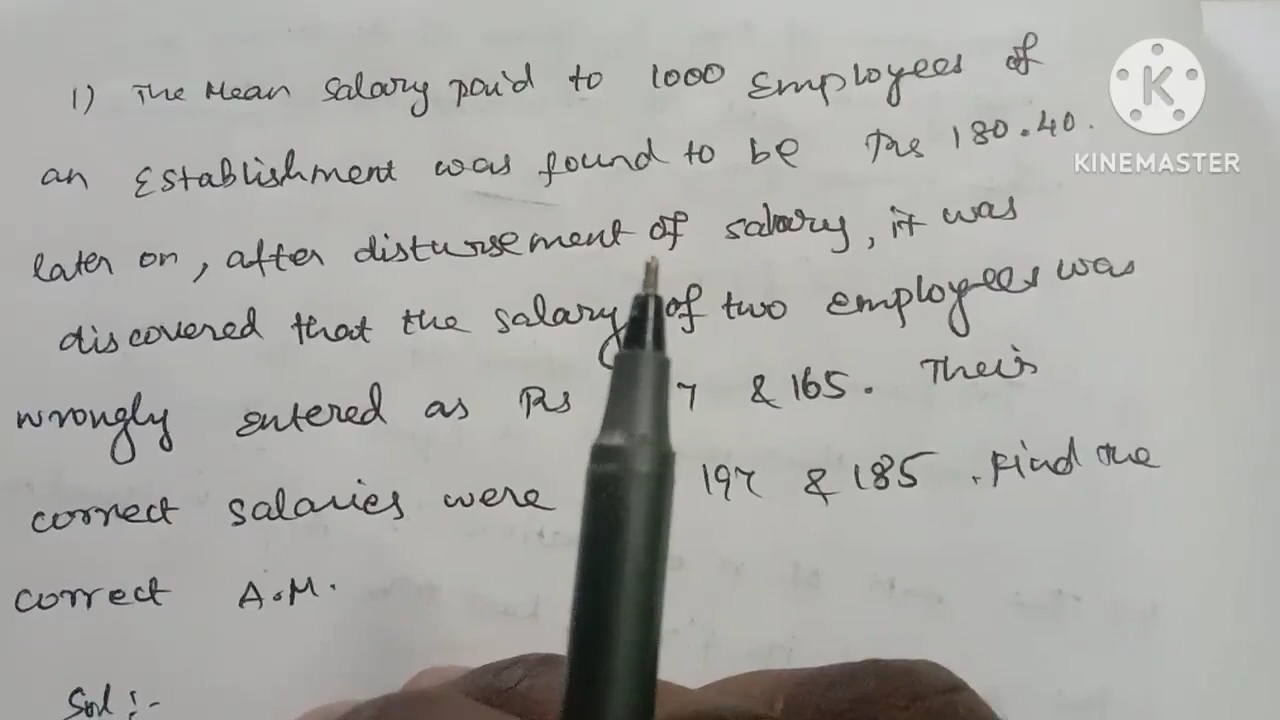 1) The Mean Salary paid to 1000 Employees of
an Establishment was found to be Rs 180.40.
later on, after distursement of salary, it was
discovered that the salary of two employees was
wrongly entered as Rs 7 & 165. Their
correct salaries were 197 & 185. Find the
correct A.M.
Sol :-
K
KINEMASTER